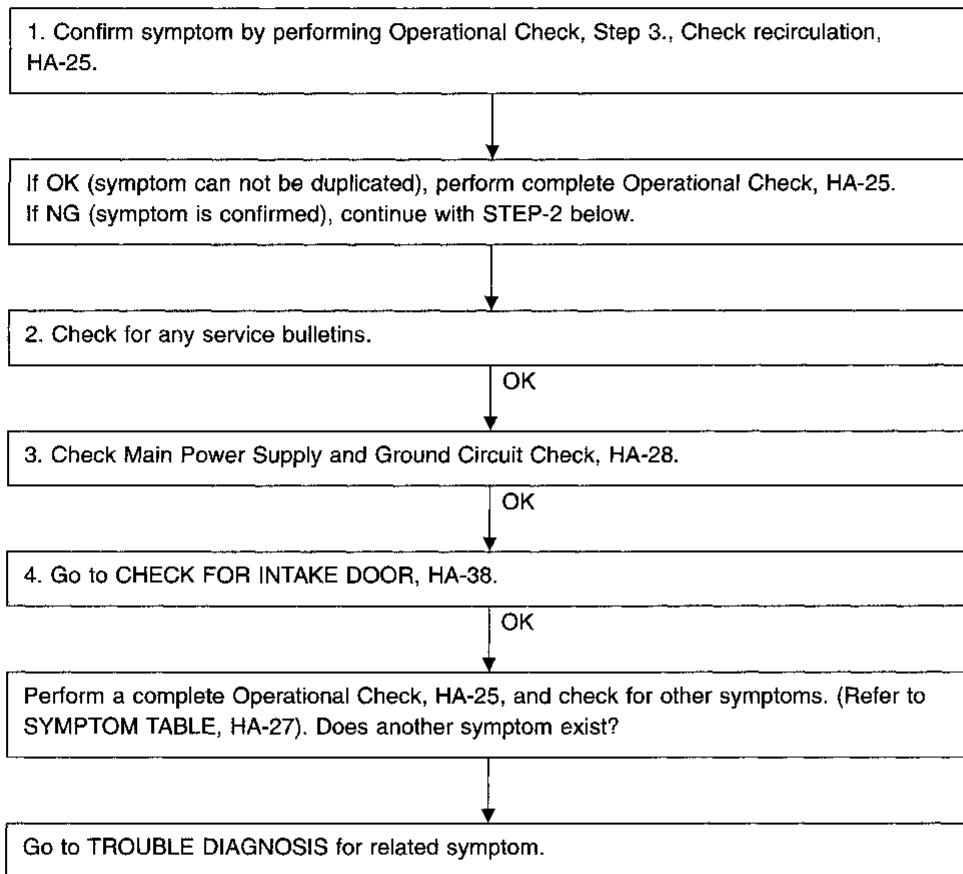 1. Confirm symptom by performing Operational Check, Step 3., Check recirculation,
HA-25.
If OK (symptom can not be duplicated), perform complete Operational Check, HA-25.
If NG (symptom is confirmed), continue with STEP-2 below.
2. Check for any service bulletins.
OK
3. Check Main Power Supply and Ground Circuit Check, HA-28.
OK
4. Go to CHECK FOR INTAKE DOOR, HA-38.
OK
Perform a complete Operational Check, HA-25, and check for other symptoms. (Refer to
SYMPTOM TABLE, HA-27). Does another symptom exist?
Go to TROUBLE DIAGNOSIS for related symptom.